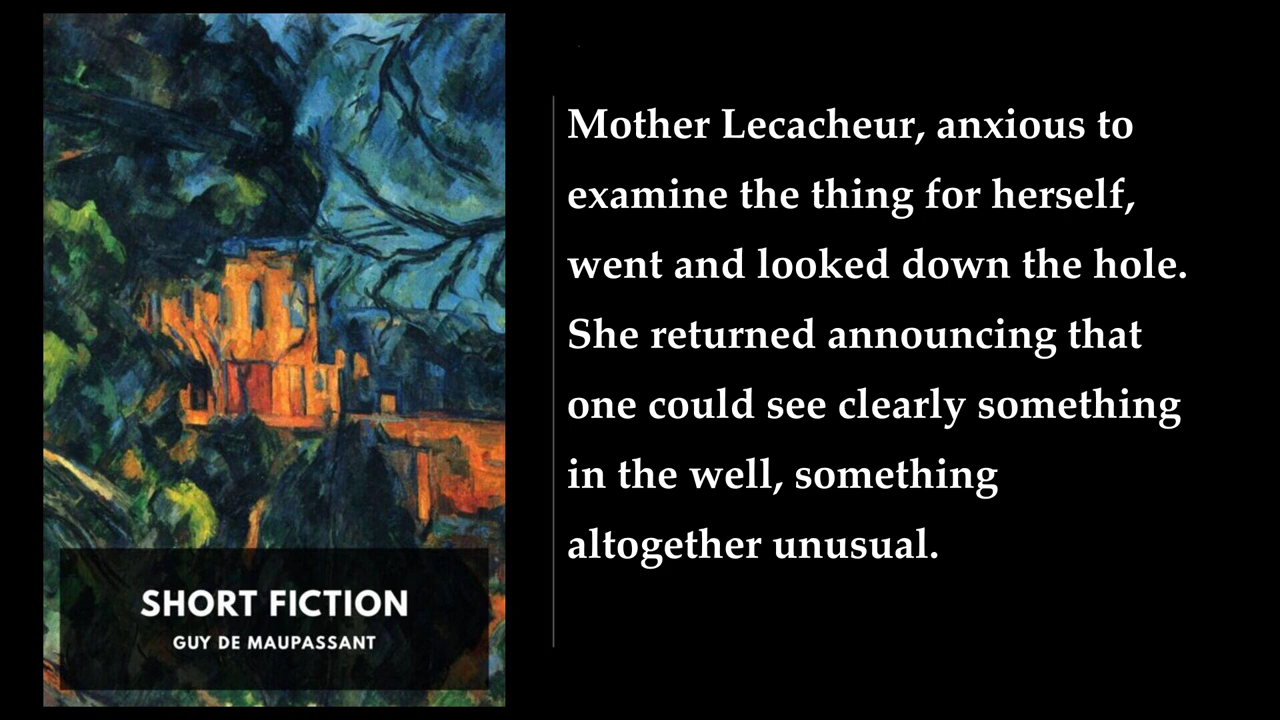 SHORT FICTION
GUY DE MAUPASSANT
Mother Lecacheur, anxious to
examine the thing for herself,
went and looked down the hole.
She returned announcing that
one could see clearly something
in the well, something
altogether unusual.